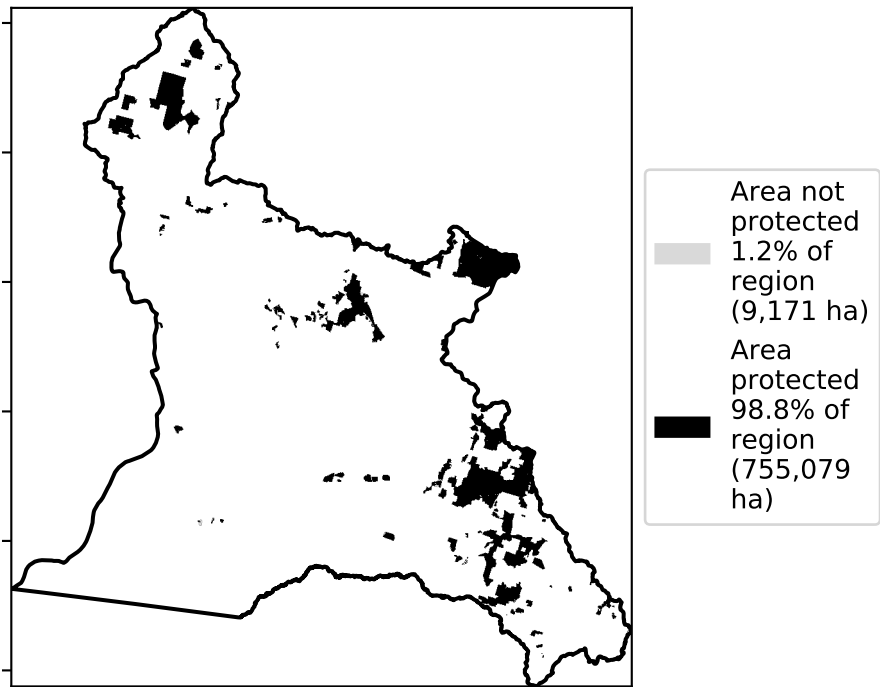 Area not
protected
1.2% of
region
(9,171 ha)
Area
protected
98.8% of
region
(755,079
ha)